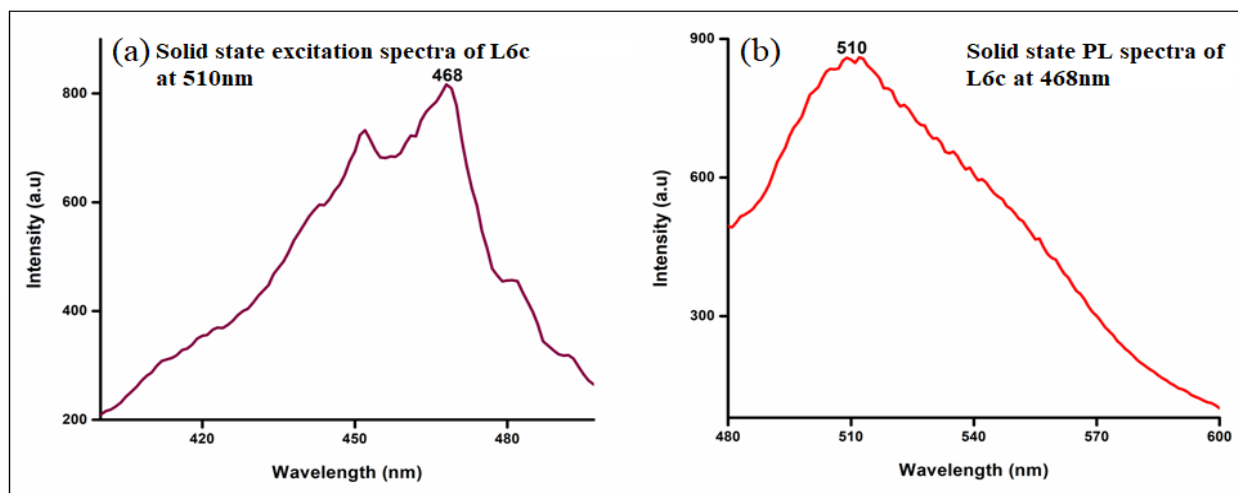 (a) Solid state excitation spectra of L6c
at 510nm
468
800
600
400
200
Intensity (a.u)
420
450
480
Wavelength (nm)
(b)
510
Solid state PL spectra of
L6c at 468nm
900
600
300
Intensity (a.u)
480
510
540
570
600
Wavelength (nm)